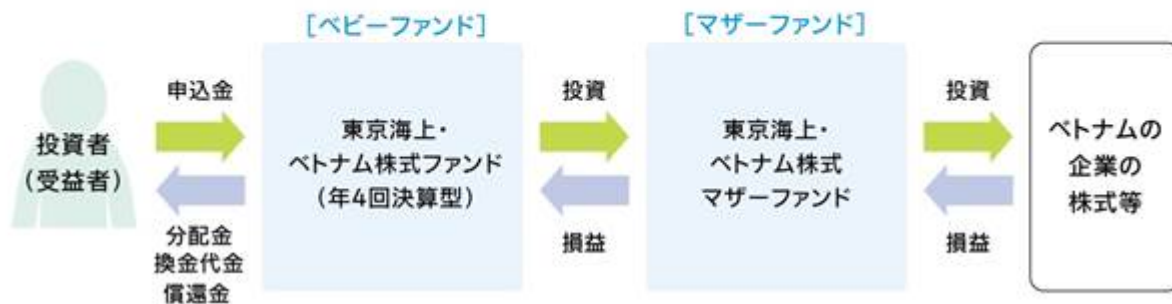 [ベビーファンド]
[マザーファンド]
投資者
(受益者)
申込金
分配金
換金代金
償還金
東京海上・
ベトナム株式ファンド
(年4回決算型)
投資
損益
東京海上・
ベトナム株式
マザーファンド
投資
損益
ベトナムの
企業の
株式等